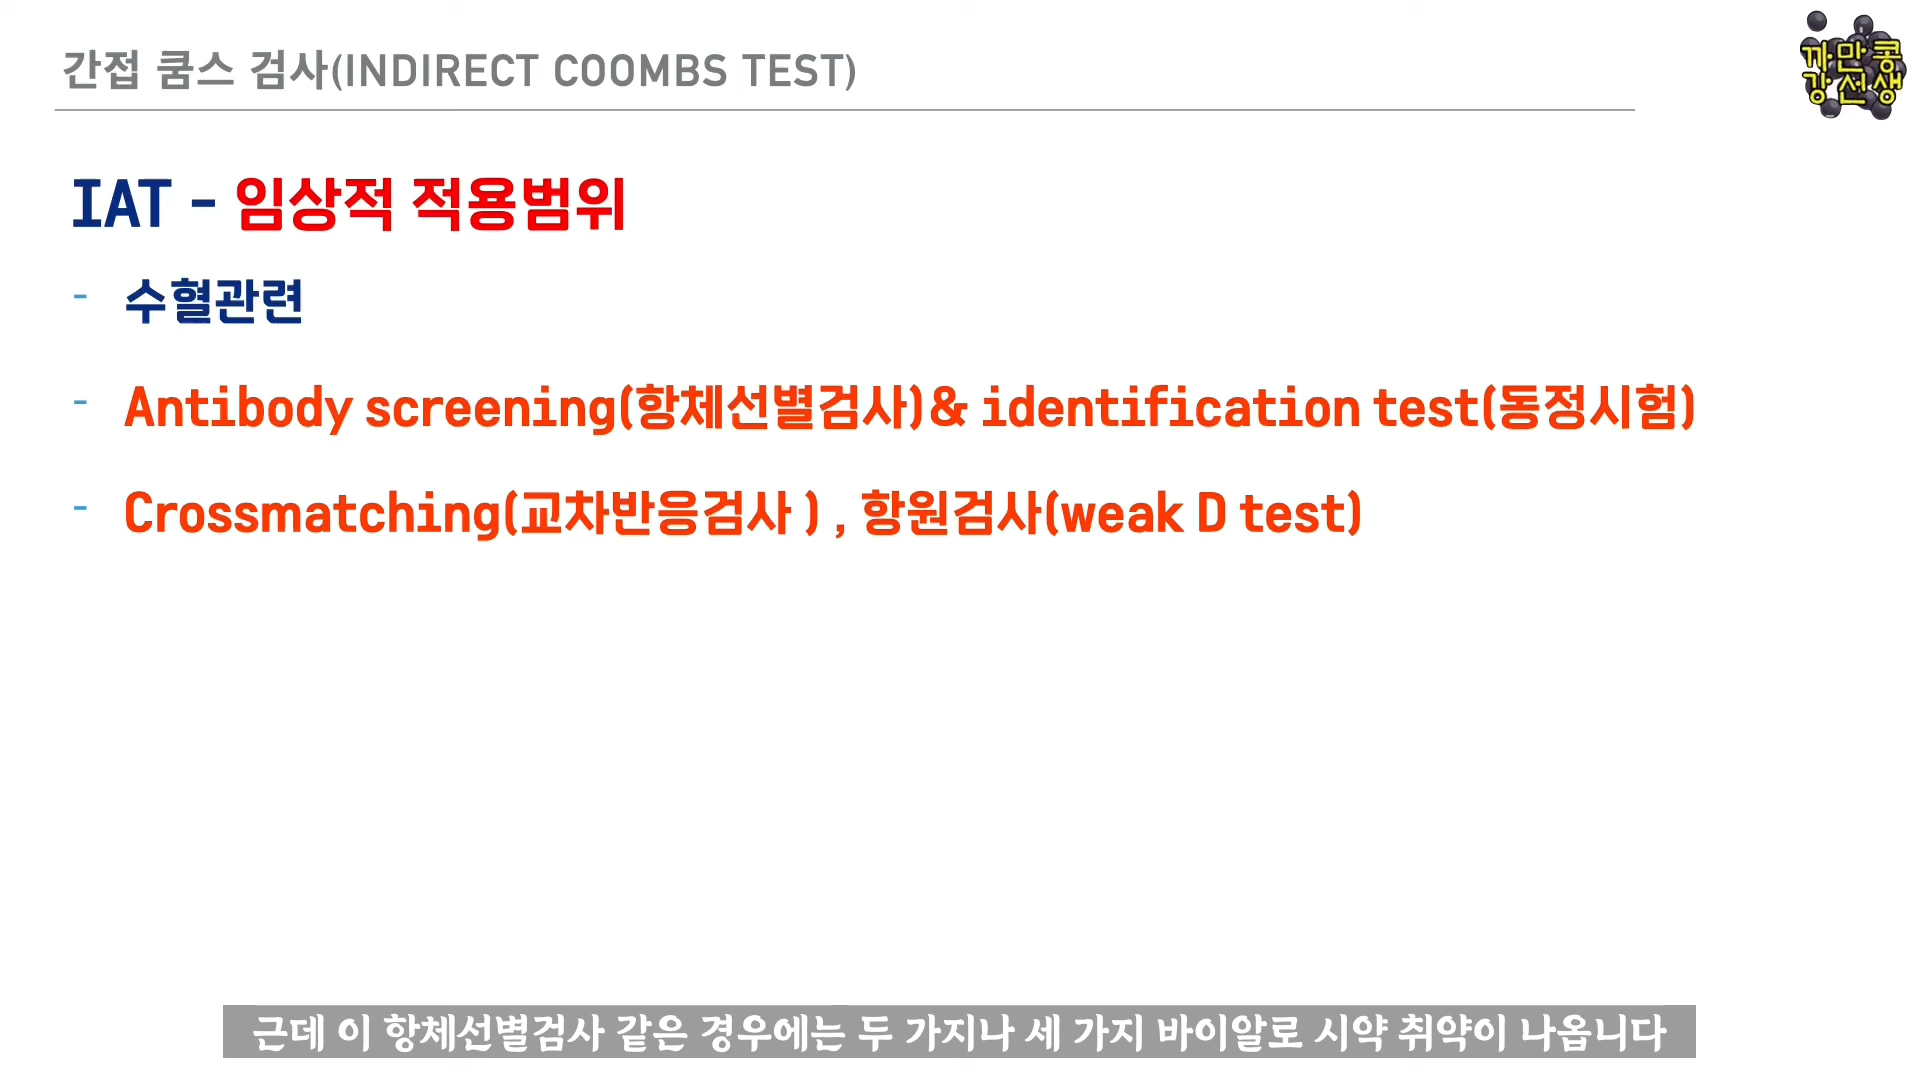 간접 쿰스 검사(INDIRECT COOMBS TEST)
까만콩
강선생
IAT - 임상적 적용범위
- 수혈관련
- Antibody screening(항체선별검사)& identification test(동정시험)
- Crossmatching(교차반응검사 ) , 항원검사(weak D test)
근데 이 항체선별검사 같은 경우에는 두 가지나 세 가지 바이알로 시약 취약이 나옵니다